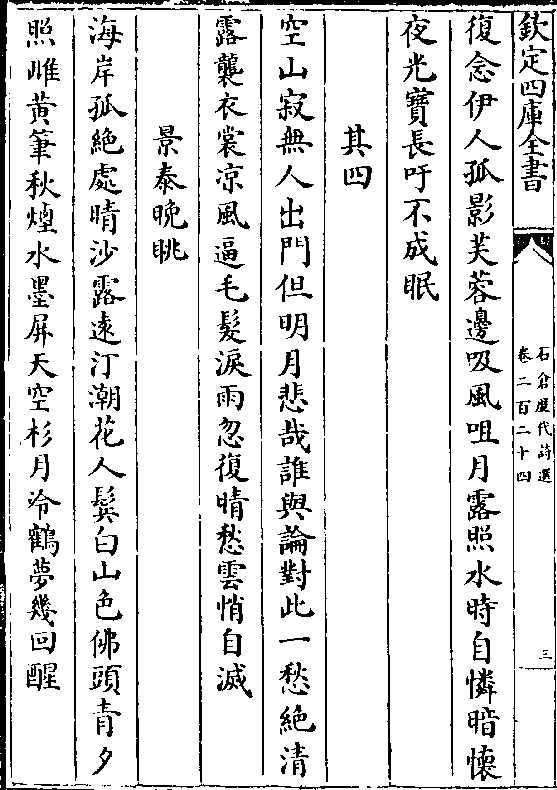 欽定四庫全書
石倉歷代詩選
卷二百二十四
三
復念伊人孤影芙蓉邊吸風咀月露照水時自憐暗懷
夜光寶長吁不成眠
其四
空山寂無人出門但明月悲哉誰與論對此一愁絕清
露襲衣裳凉風逼毛髮淚雨忽復晴愁雲悄自滅
景泰晚眺
海岸孤絕處晴沙露遠汀潮花人鬂白山色佛頭青夕
照雌黃筆秋煙水墨屏天空杉月冷鶴夢幾回醒